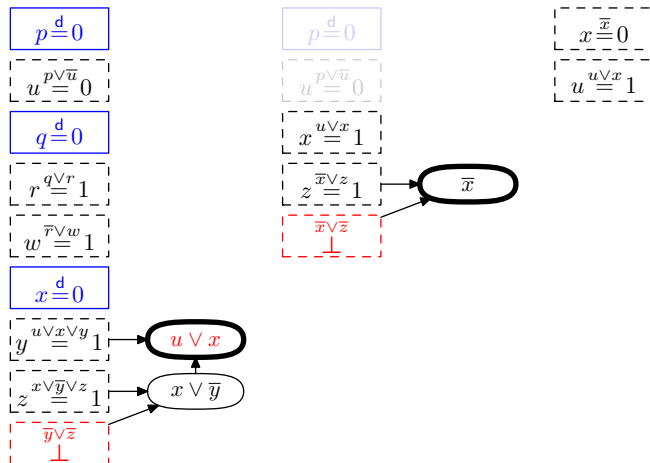 p =ᵈ 0
u =^{p∨u̅} 0
q =ᵈ 0
r =^{q∨r} 1
w =^{r̅∨w} 1
x =ᵈ 0
y =^{u∨x∨y} 1
u ∨ x
z =^{x∨y̅∨z} 1
x ∨ y̅
y̅∨z̅
⊥
p =ᵈ 0
u =^{p∨u̅} 0
x =^{u∨x} 1
z =^{x̅∨z} 1
x̅
x̅∨z̅
⊥
x =^{x̅} 0
u =^{u∨x} 1